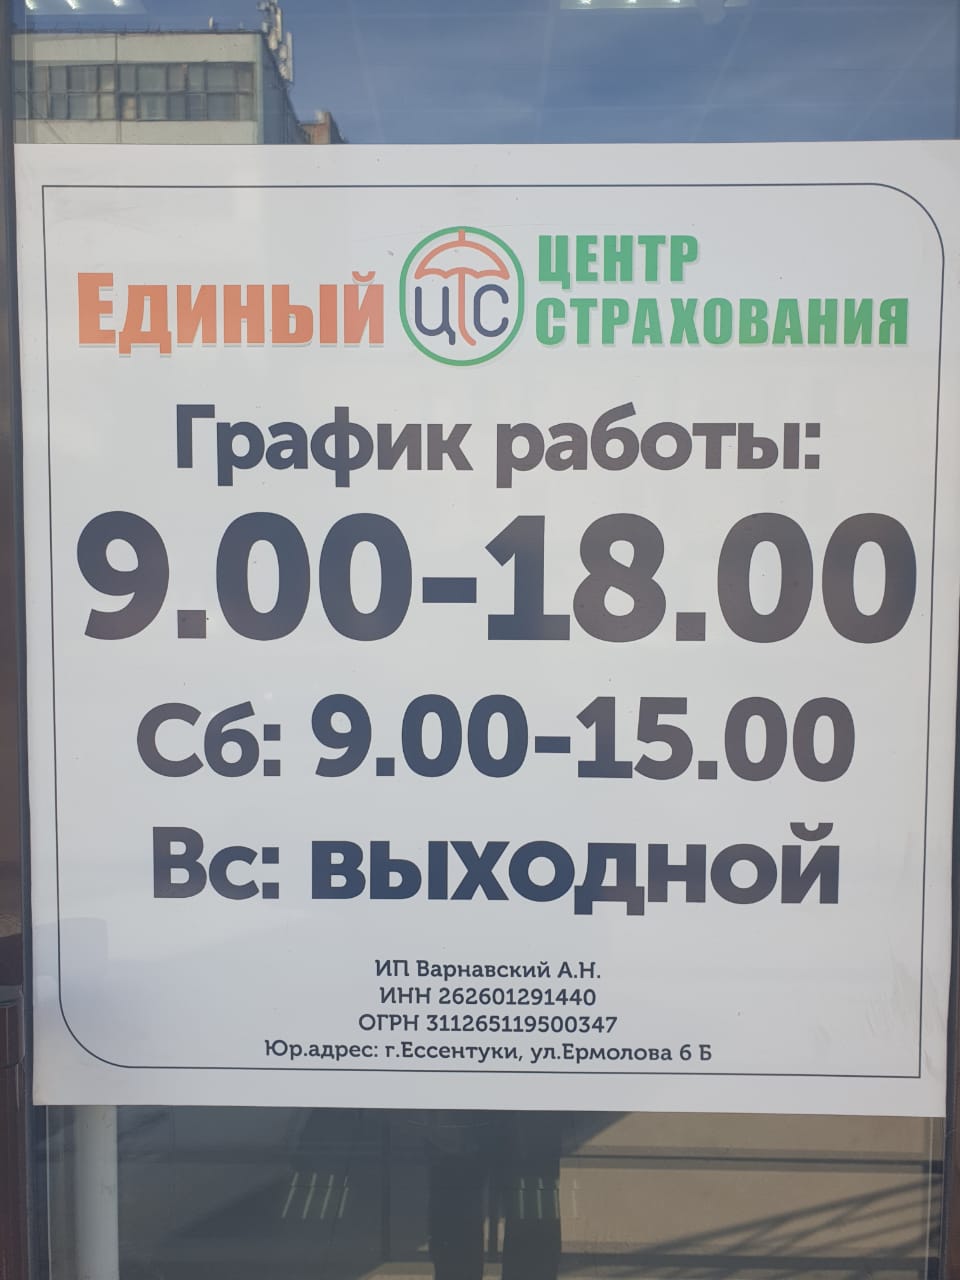 ЕДИНЫЙ ЦТС ЦЕНТР
СТРАХОВАНИЯ
График работы:
9.00-18.00
Сб: 9.00-15.00
Вс: выходной
ИП Варнавский А.Н.
ИНН 262601291440
ОГРН 311265119500347
Юр.адрес: г.Ессентуки, ул.Ермолова 6 Б